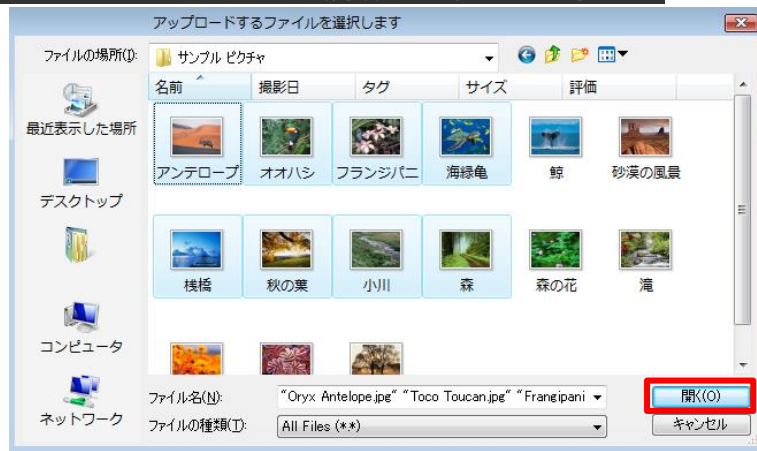 アップロードするファイルを選択します
ファイルの場所(I):
サンプル ピクチャ
名前
撮影日
タグ
サイズ
評価
最近表示した場所
デスクトップ
コンピュータ
ネットワーク
アンテロープ
オオハシ
フランジパニ
海緑亀
鯨
砂漠の風景
桟橋
秋の葉
小川
森
森の花
滝
ファイル名(N):
"Oryx Antelope.jpg" "Toco Toucan.jpg" "Frangipani
開く(O)
ファイルの種類(T):
All Files (*.*)
キャンセル